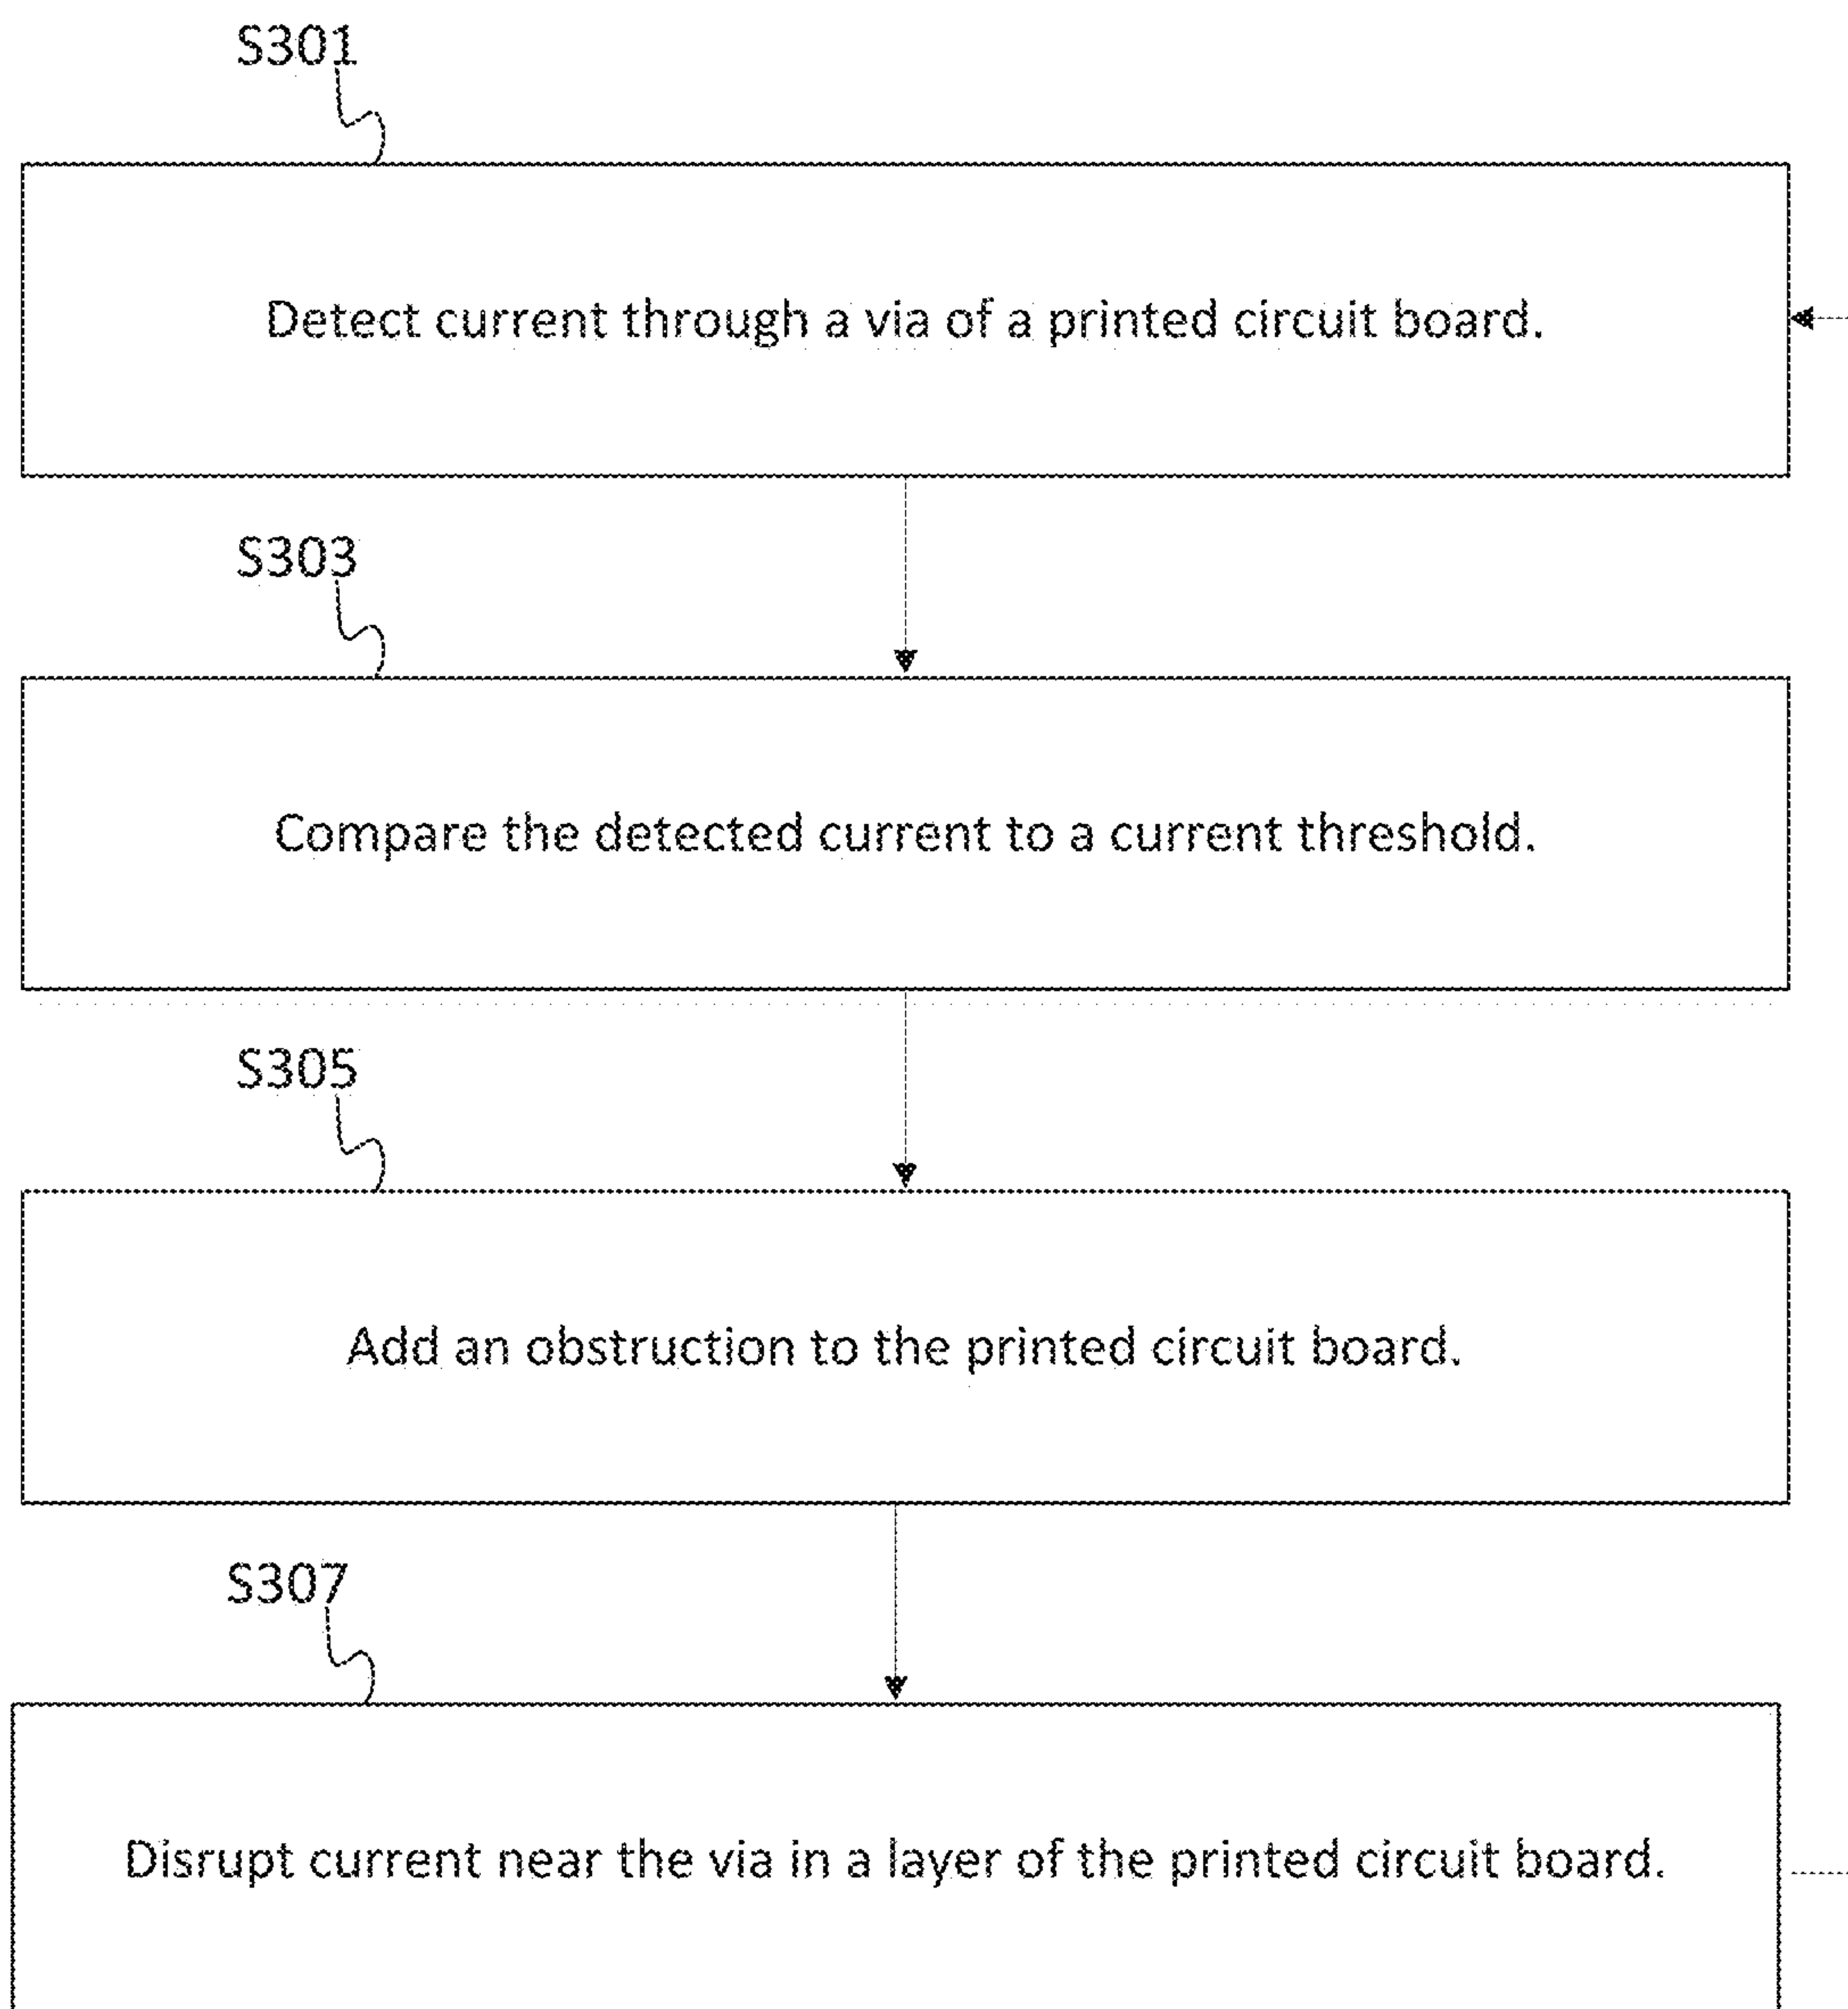 S301
Detect current through a via of a printed circuit board.
S303
Compare the detected current to a current threshold.
S305
Add an obstruction to the printed circuit board.
S307
Disrupt current near the via in a layer of the printed circuit board.